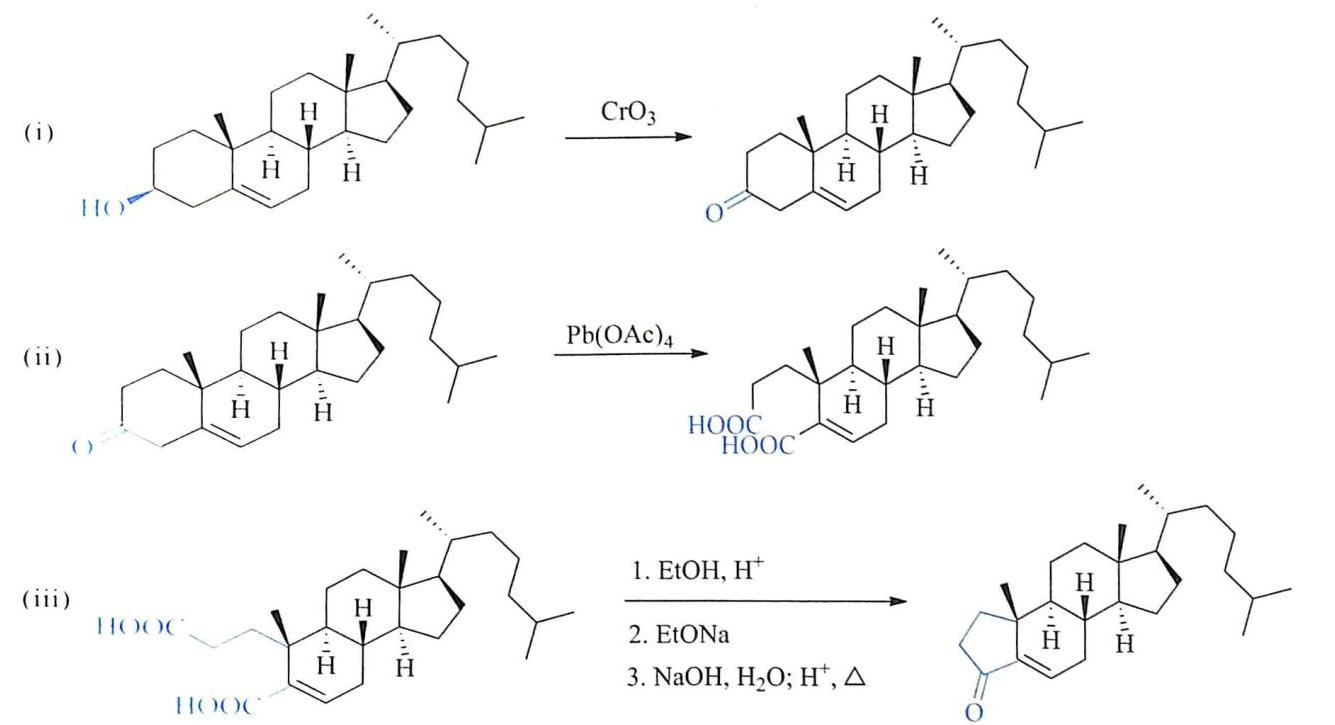 (i)
CrO₃
H
H
H
HO
H
H
H
O
(ii)
Pb(OAc)₄
H
H
H
O
H
H
H
HOOC
HOOC
(iii)
1. EtOH, H⁺
2. EtONa
3. NaOH, H₂O; H⁺, △
HOOC
H
H
H
HOOC
H
H
H
O